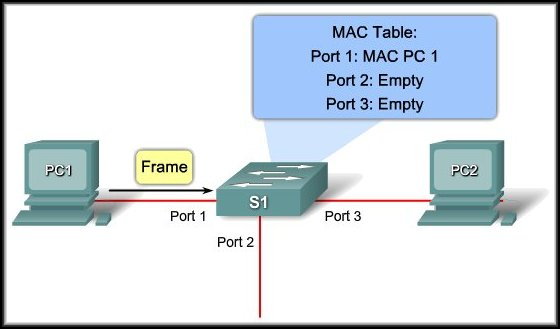 MAC Table:
Port 1: MAC PC 1
Port 2: Empty
Port 3: Empty
PC1
Frame
PC2
S1
Port 1
Port 3
Port 2